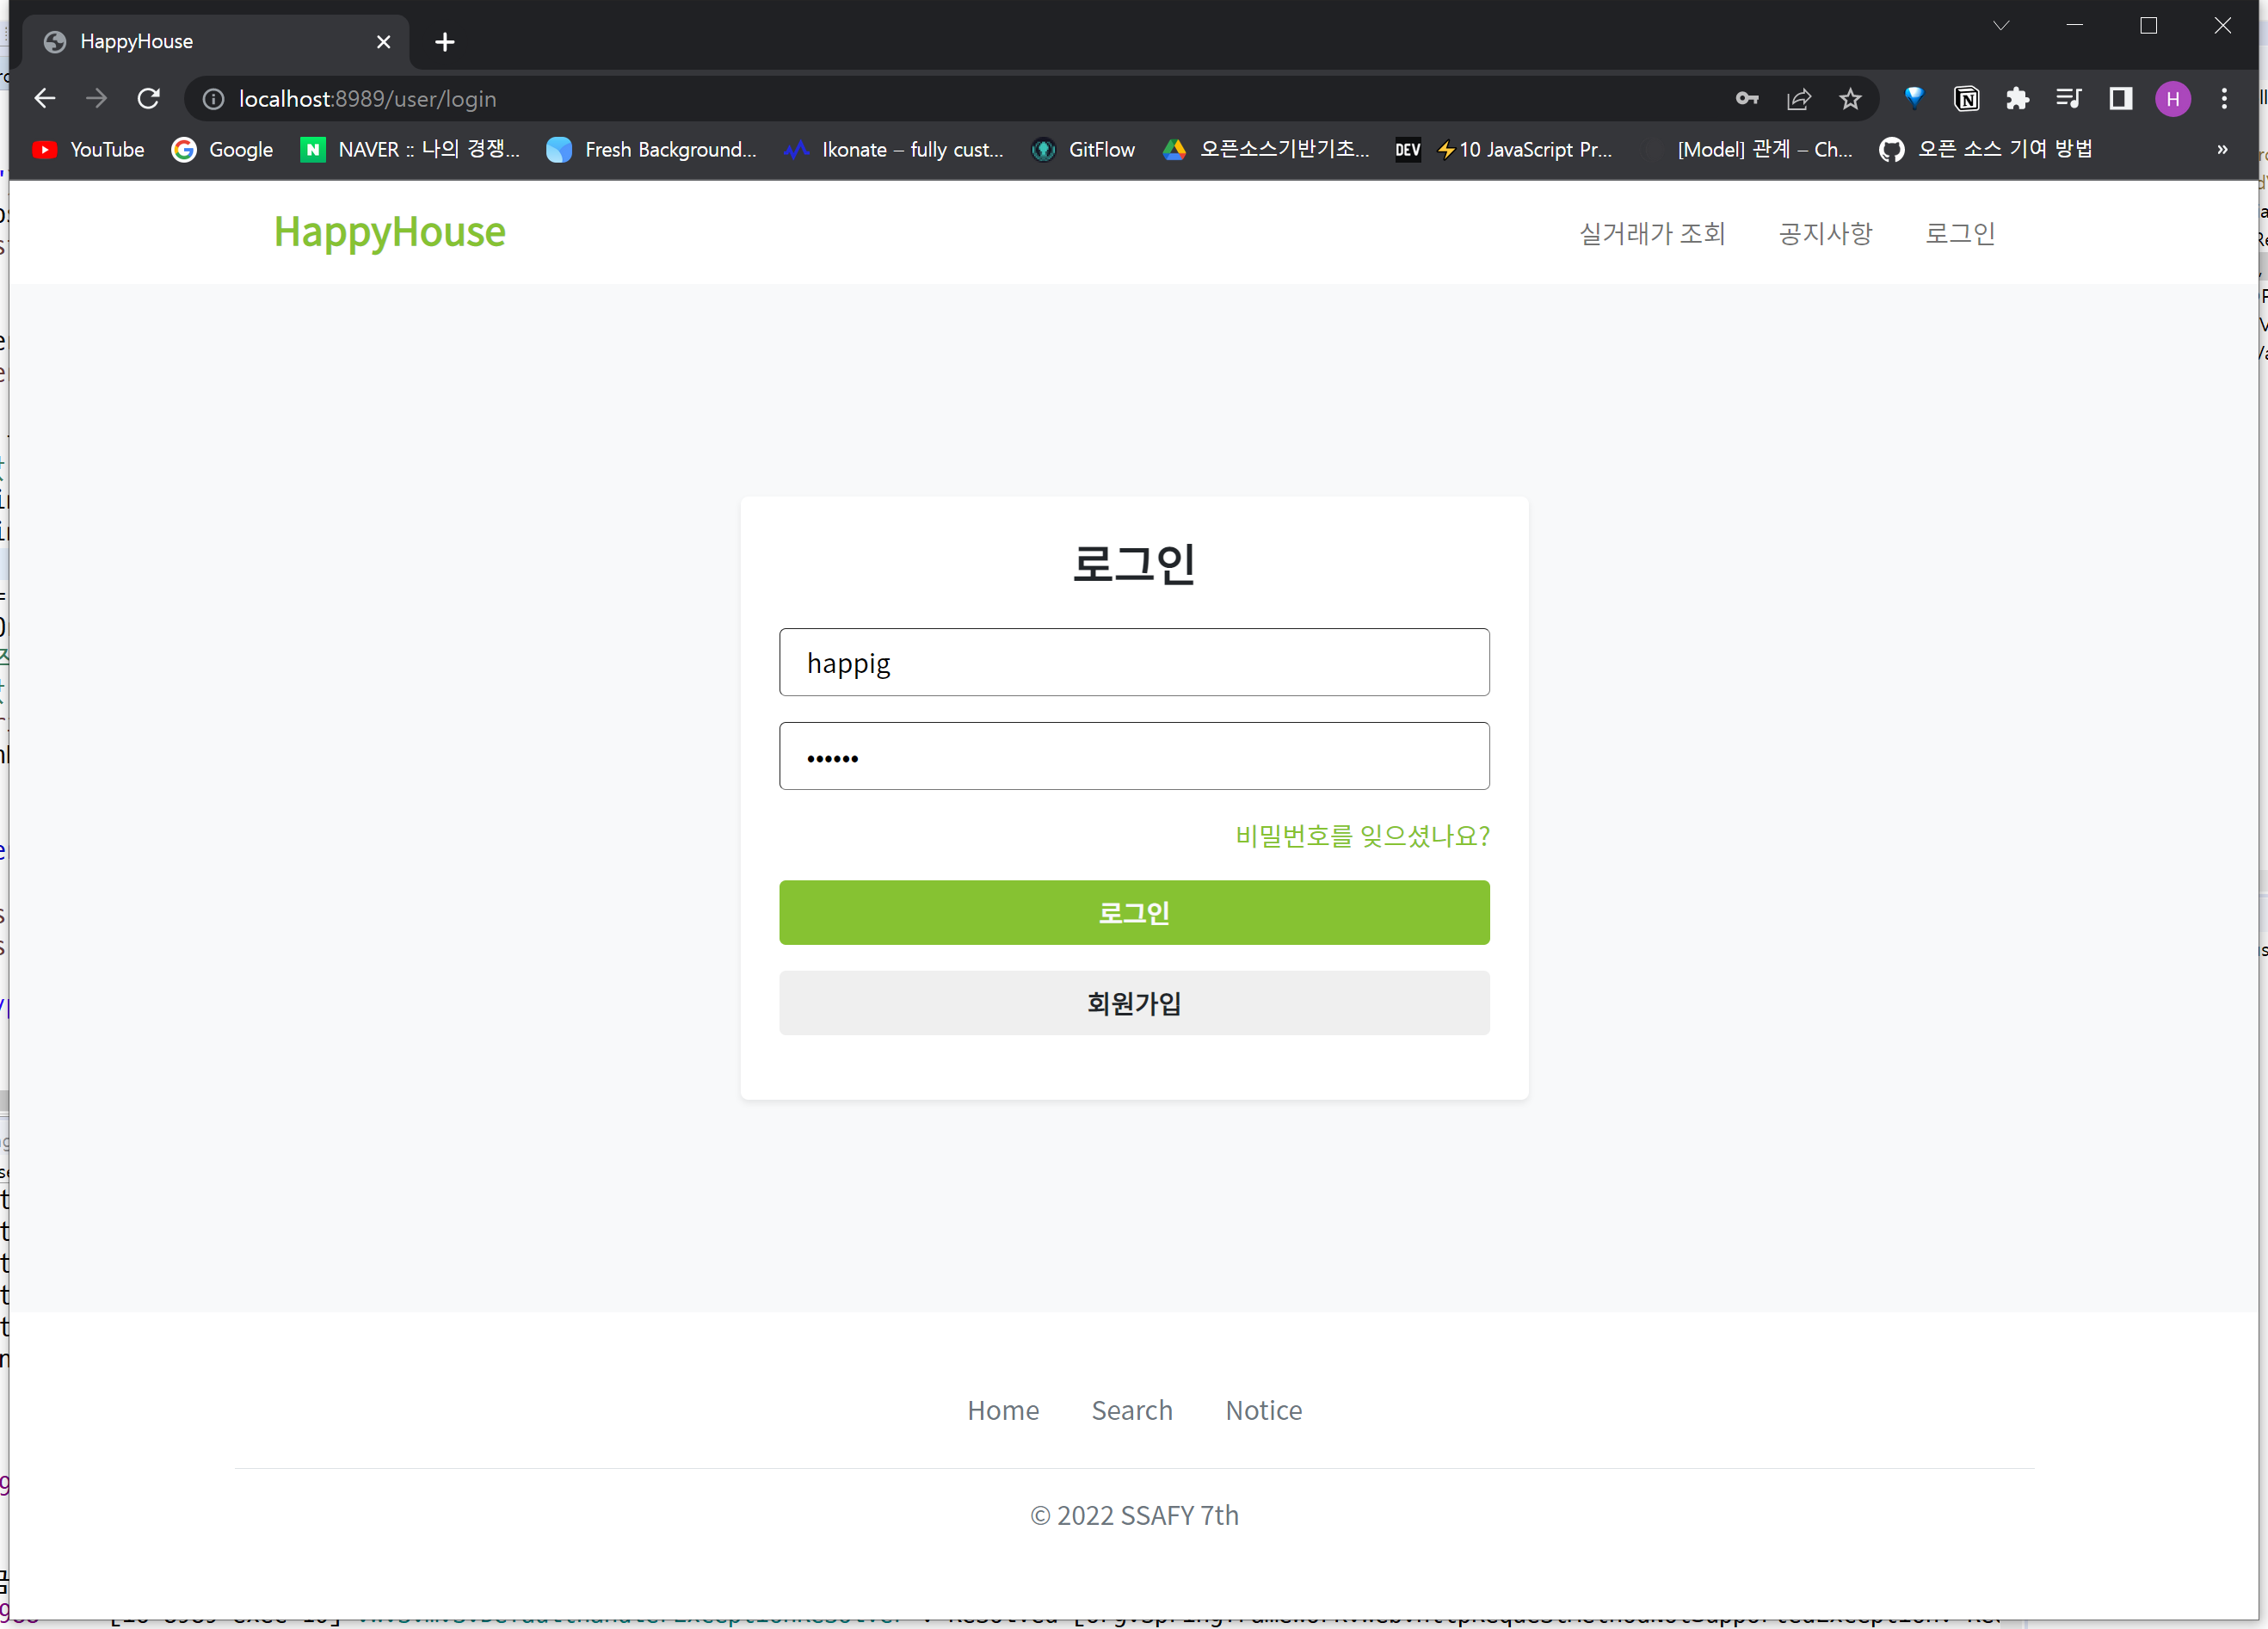 HappyHouse
localhost:8989/user/login
YouTube Google NAVER :: 나의 경쟁... Fresh Background... Ikonate – fully cust... GitFlow 오픈소스기반기초... DEV ⚡10 JavaScript Pr... [Model] 관계 – Ch... 오픈 소스 기여 방법 »
HappyHouse 실거래가 조회 공지사항 로그인
로그인
happig
••••••
비밀번호를 잊으셨나요?
로그인
회원가입
Home Search Notice
© 2022 SSAFY 7th